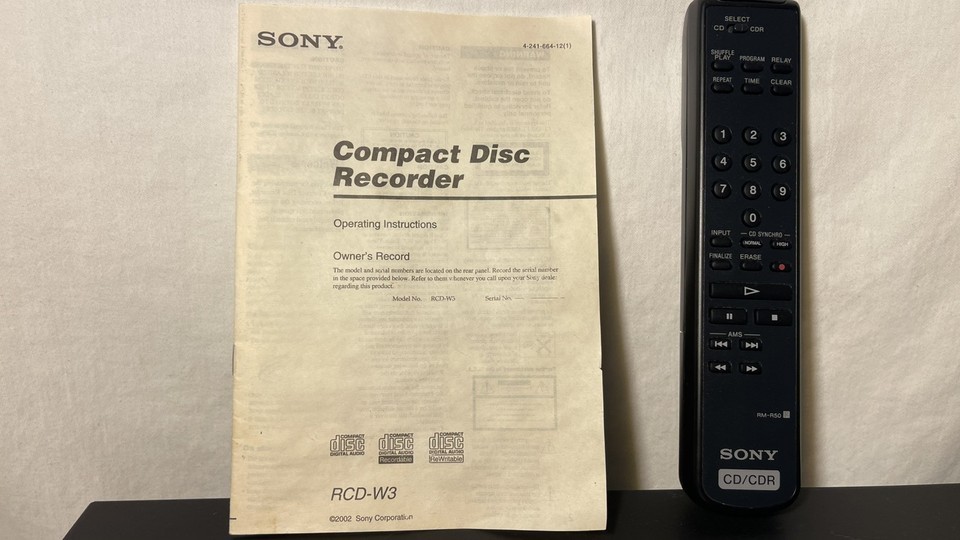 SONY®
4-241-664-12(1)
Compact Disc
Recorder
Operating Instructions
Owner's Record
The model and serial numbers are located on the rear panel. Record the serial number
in the space provided below. Refer to them whenever you call upon your Sony dealer
regarding this product.
Model No. RCD-W3 Serial No.
COMPACT
disc
DIGITAL AUDIO
COMPACT
disc
DIGITAL AUDIO
Recordable
COMPACT
disc
DIGITAL AUDIO
ReWritable
RCD-W3
©2002 Sony Corporation
SELECT
CD CDR
SHUFFLE
PLAY PROGRAM RELAY
REPEAT TIME CLEAR
1 2 3
4 5 6
7 8 9
0
INPUT CD SYNCHRO
NORMAL HIGH
FINALIZE ERASE
AMS
RM-R50
SONY
CD/CDR